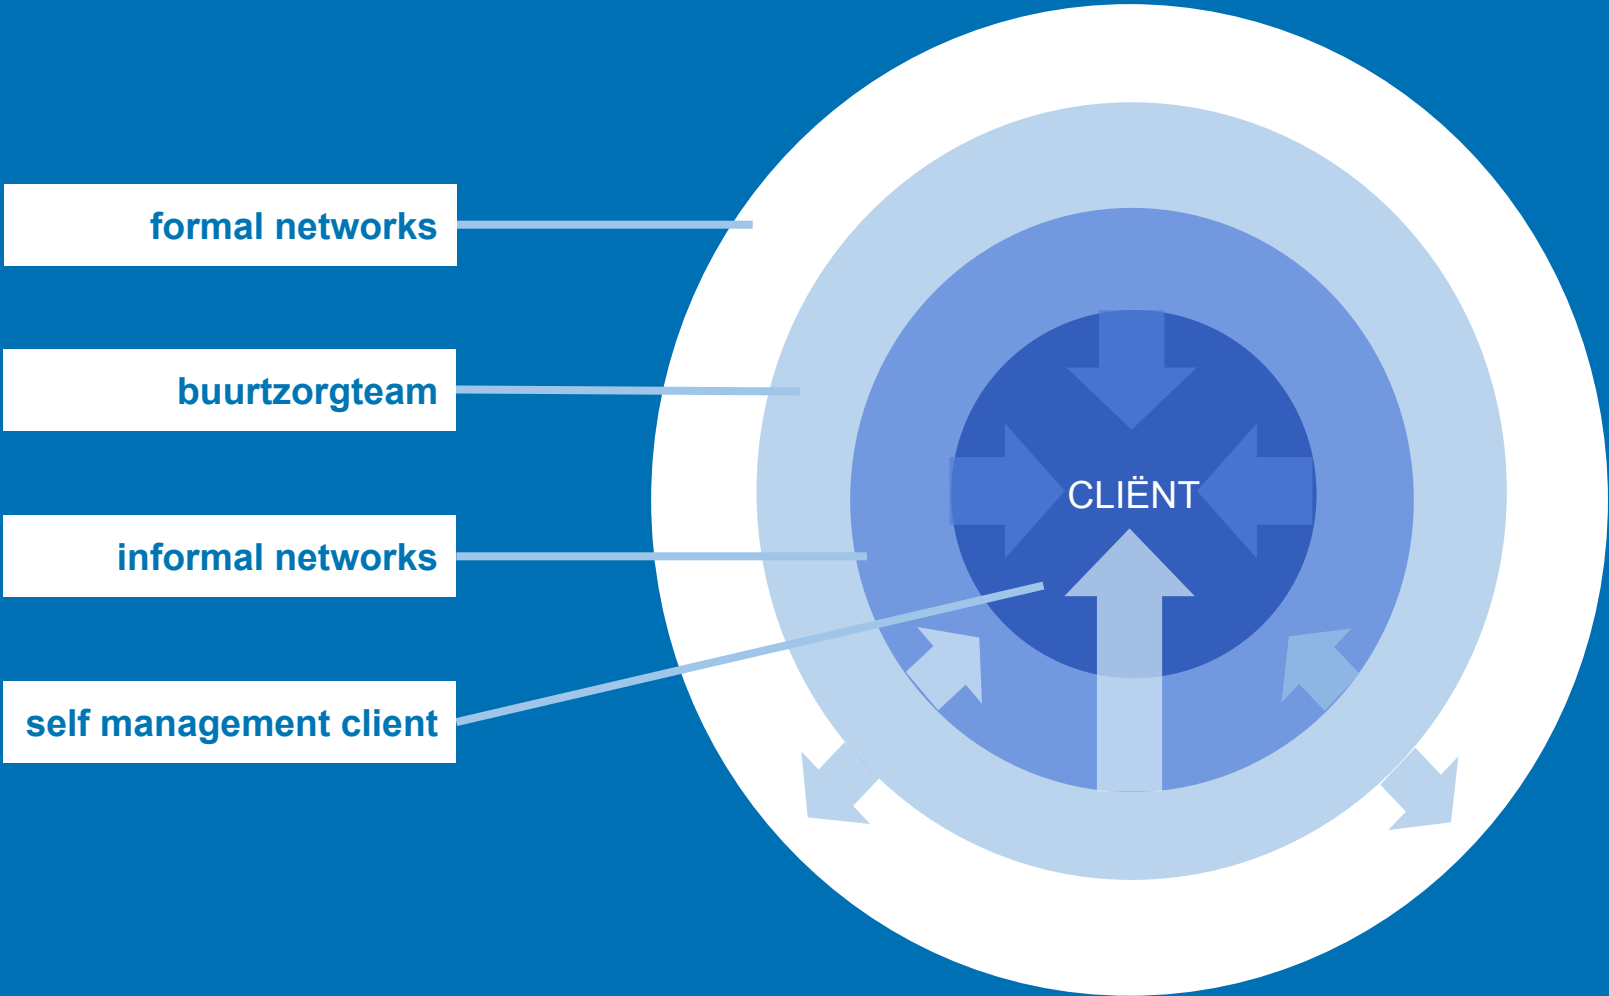 formal networks
buurtzorgteam
informal networks
self management client
CLIËNT